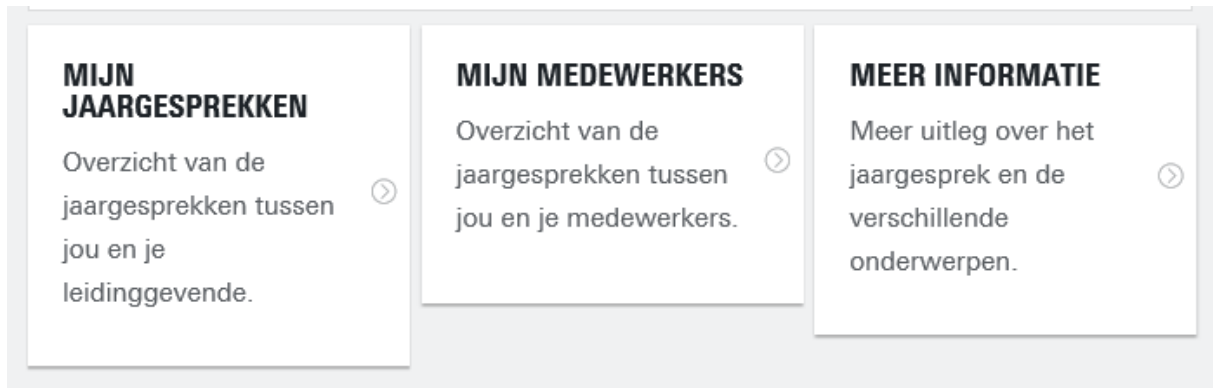 MIJN
JAARGESPREKKEN
Overzicht van de
jaargesprekken tussen
jou en je
leidinggevende.
MIJN MEDEWERKERS
Overzicht van de
jaargesprekken tussen
jou en je medewerkers.
MEER INFORMATIE
Meer uitleg over het
jaargesprek en de
verschillende
onderwerpen.